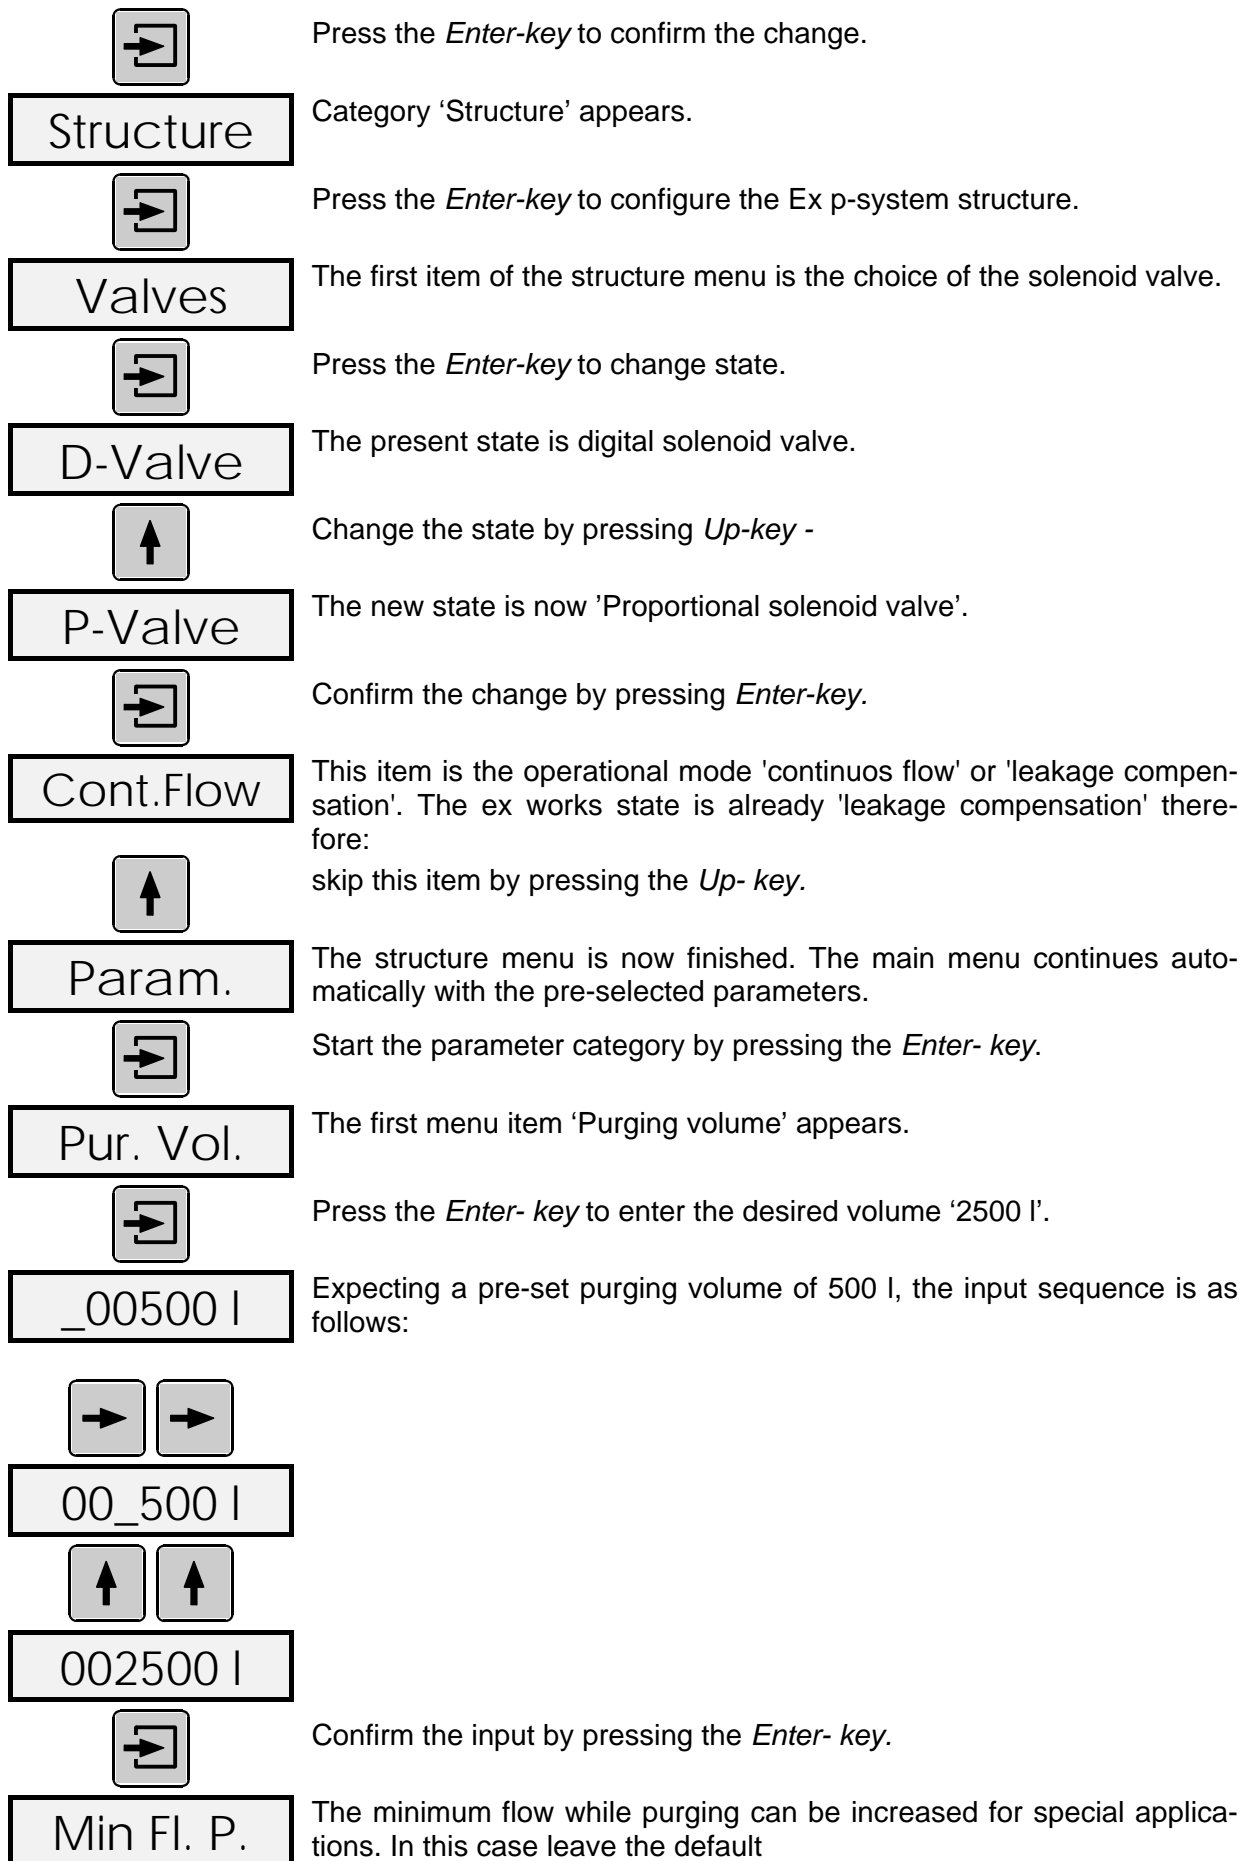 Press the Enter-key to confirm the change.
Structure
Category ‘Structure’ appears.
Press the Enter-key to configure the Ex p-system structure.
Valves
The first item of the structure menu is the choice of the solenoid valve.
Press the Enter-key to change state.
D-Valve
The present state is digital solenoid valve.
Change the state by pressing Up-key -
P-Valve
The new state is now ’Proportional solenoid valve’.
Confirm the change by pressing Enter-key.
Cont.Flow
This item is the operational mode 'continuos flow' or 'leakage compen-
sation'. The ex works state is already 'leakage compensation' there-
fore:
skip this item by pressing the Up- key.
Param.
The structure menu is now finished. The main menu continues auto-
matically with the pre-selected parameters.
Start the parameter category by pressing the Enter- key.
Pur. Vol.
The first menu item ‘Purging volume’ appears.
Press the Enter- key to enter the desired volume ‘2500 l’.
_00500 l
Expecting a pre-set purging volume of 500 l, the input sequence is as
follows:
00_500 l
002500 l
Confirm the input by pressing the Enter- key.
Min Fl. P.
The minimum flow while purging can be increased for special applica-
tions. In this case leave the default